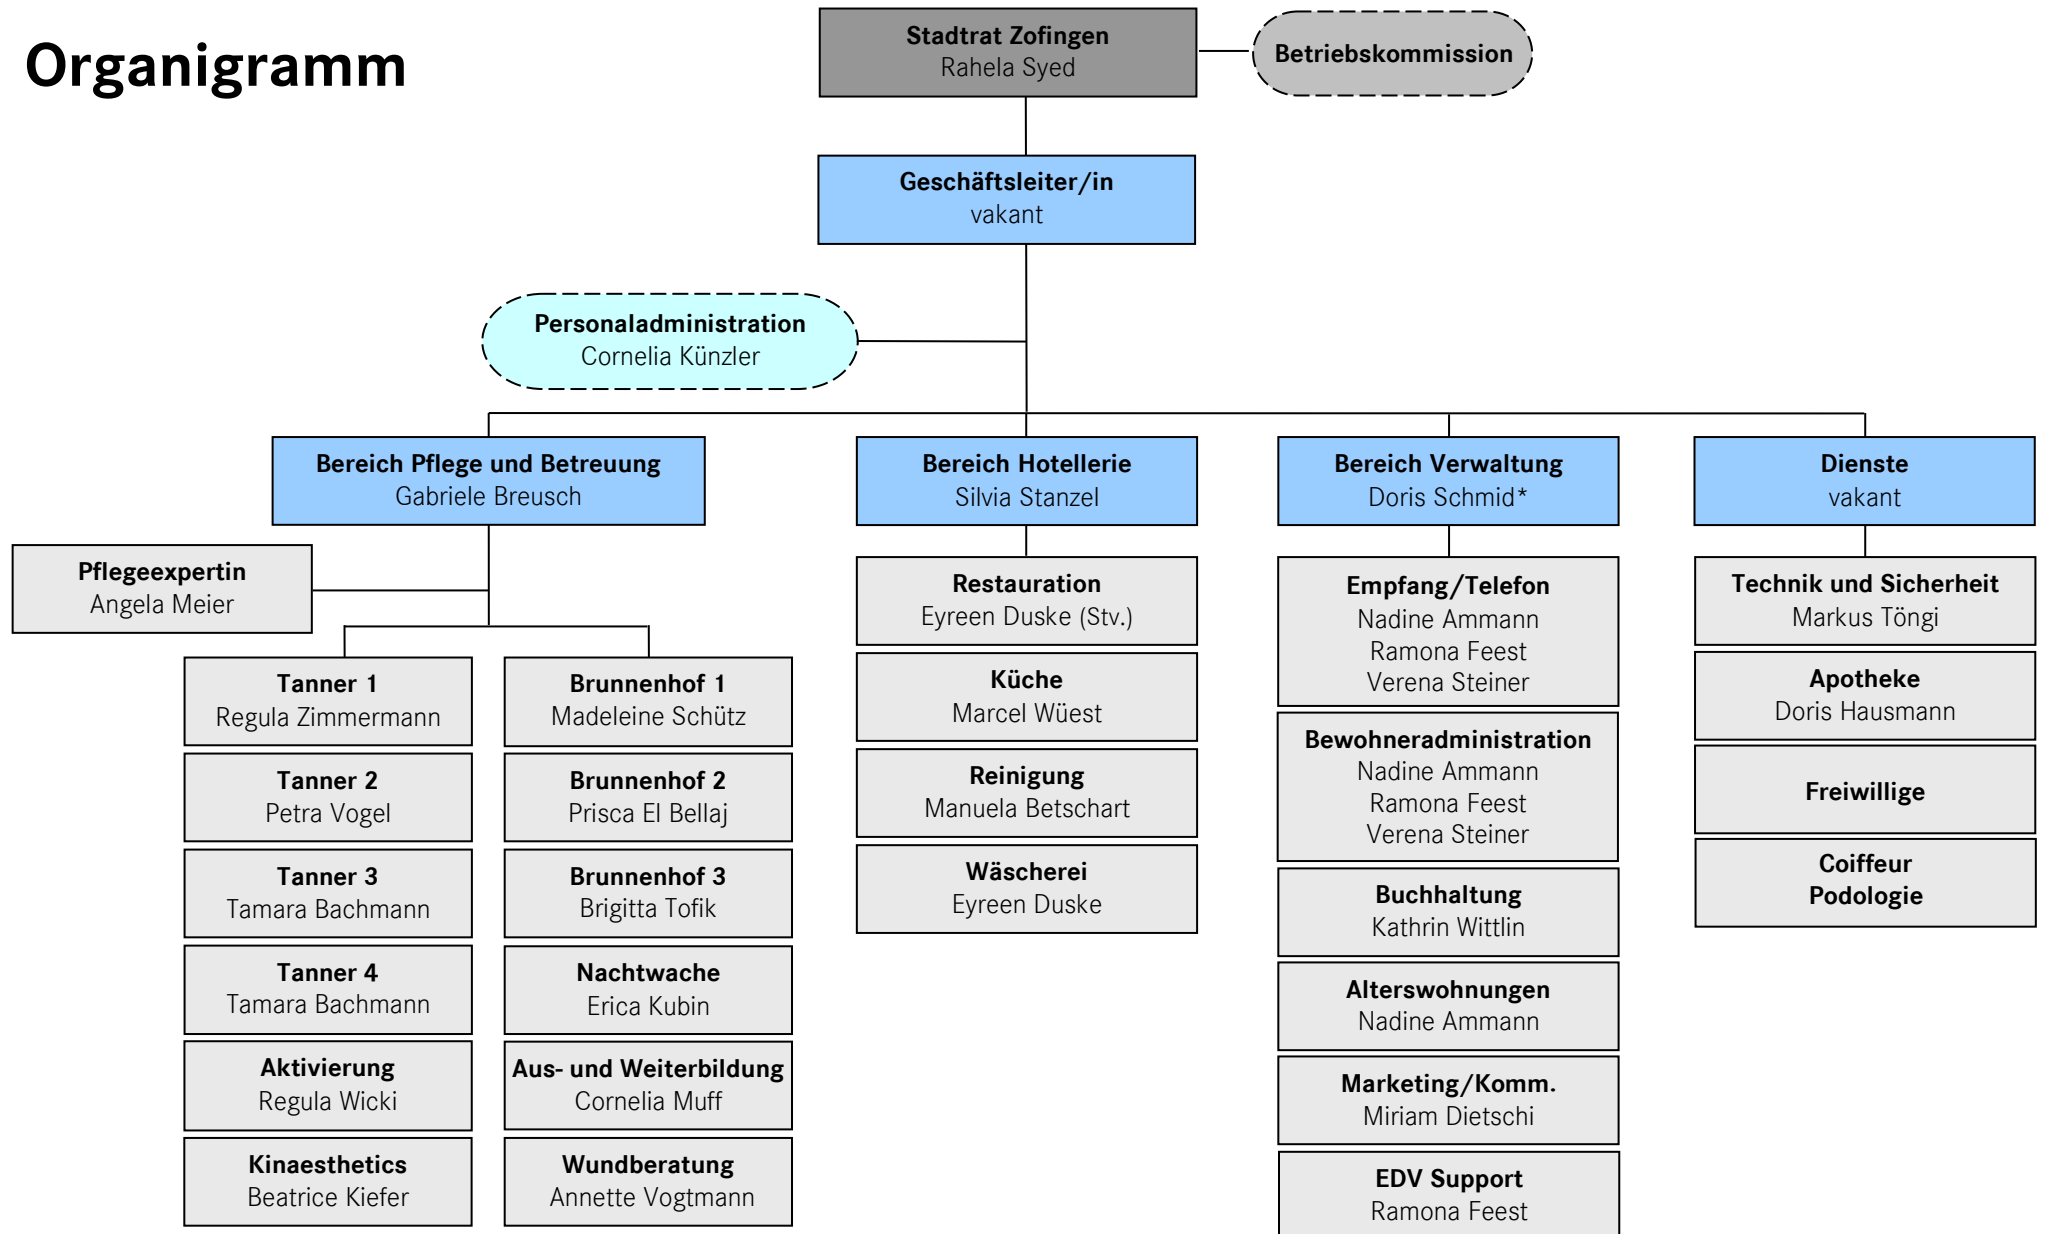 Organigramm
Stadtrat Zofingen
Rahela Syed
Betriebskommission
Geschäftsleiter/in
vakant
Personaladministration
Cornelia Künzler
Bereich Pflege und Betreuung
Gabriele Breusch
Bereich Hotellerie
Silvia Stanzel
Bereich Verwaltung
Doris Schmid*
Dienste
vakant
Pflegeexpertin
Angela Meier
Tanner 1
Regula Zimmermann
Tanner 2
Petra Vogel
Tanner 3
Tamara Bachmann
Tanner 4
Tamara Bachmann
Aktivierung
Regula Wicki
Kinaesthetics
Beatrice Kiefer
Brunnenhof 1
Madeleine Schütz
Brunnenhof 2
Prisca El Bellaj
Brunnenhof 3
Brigitta Tofik
Nachtwache
Erica Kubin
Aus- und Weiterbildung
Cornelia Muff
Wundberatung
Annette Vogtmann
Restauration
Eyreen Duske (Stv.)
Küche
Marcel Wüest
Reinigung
Manuela Betschart
Wäscherei
Eyreen Duske
Empfang/Telefon
Nadine Ammann
Ramona Feest
Verena Steiner
Bewohneradministration
Nadine Ammann
Ramona Feest
Verena Steiner
Buchhaltung
Kathrin Wittlin
Alterswohnungen
Nadine Ammann
Marketing/Komm.
Miriam Dietschi
EDV Support
Ramona Feest
Technik und Sicherheit
Markus Töngi
Apotheke
Doris Hausmann
Freiwillige
Coiffeur
Podologie